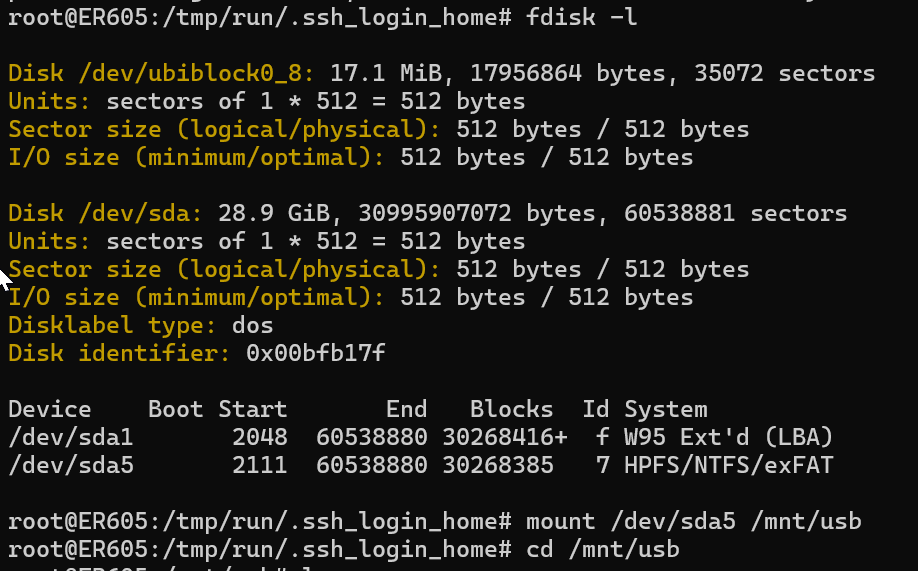 root@ER605:/tmp/run/.ssh_login_home# fdisk -l
Disk /dev/ubiblock0_8: 17.1 MiB, 17956864 bytes, 35072 sectors
Units: sectors of 1 * 512 = 512 bytes
Sector size (logical/physical): 512 bytes / 512 bytes
I/O size (minimum/optimal): 512 bytes / 512 bytes
Disk /dev/sda: 28.9 GiB, 30995907072 bytes, 60538881 sectors
Units: sectors of 1 * 512 = 512 bytes
Sector size (logical/physical): 512 bytes / 512 bytes
I/O size (minimum/optimal): 512 bytes / 512 bytes
Disklabel type: dos
Disk identifier: 0x00bfb17f
Device    Boot Start       End   Blocks  Id System
/dev/sda1       2048  60538880 30268416+  f W95 Ext'd (LBA)
/dev/sda5       2111  60538880 30268385   7 HPFS/NTFS/exFAT
root@ER605:/tmp/run/.ssh_login_home# mount /dev/sda5 /mnt/usb
root@ER605:/tmp/run/.ssh_login_home# cd /mnt/usb